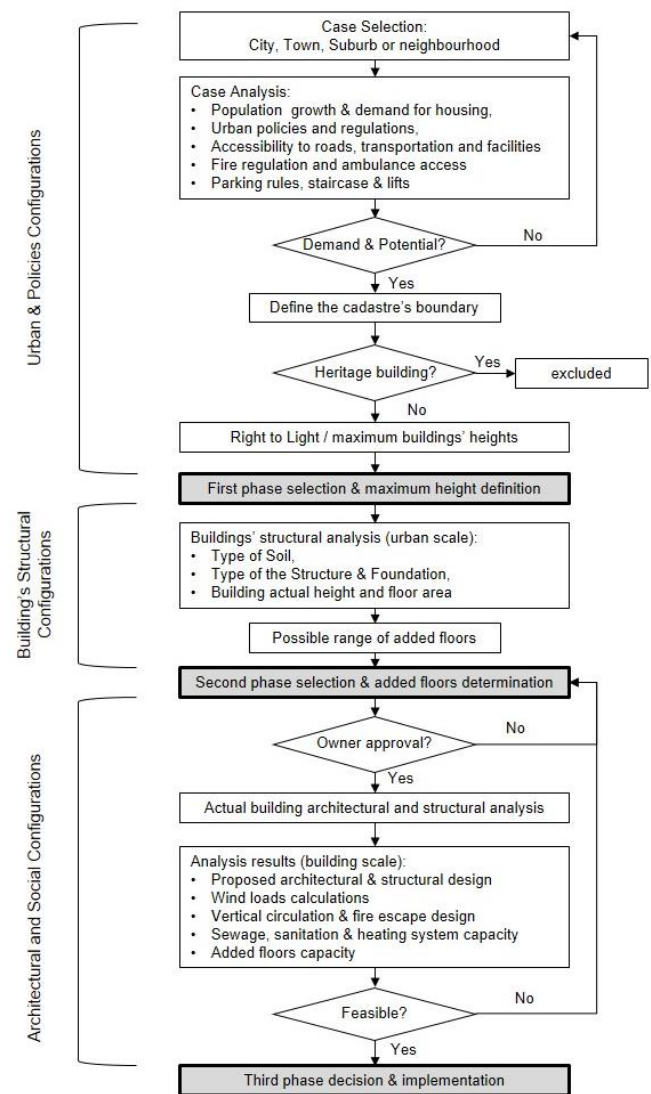 Case Selection:
City, Town, Suburb or neighbourhood
Case Analysis:
• Population growth & demand for housing,
• Urban policies and regulations,
• Accessibility to roads, transportation and facilities
• Fire regulation and ambulance access
• Parking rules, staircase & lifts
Demand & Potential?
No
Yes
Define the cadastre's boundary
Heritage building?
Yes
excluded
No
Right to Light / maximum buildings' heights
Urban & Policies Configurations
First phase selection & maximum height definition
Buildings' structural analysis (urban scale):
• Type of Soil,
• Type of the Structure & Foundation,
• Building actual height and floor area
Possible range of added floors
Building's Structural
Configurations
Second phase selection & added floors determination
Owner approval?
No
Yes
Actual building architectural and structural analysis
Analysis results (building scale):
• Proposed architectural & structural design
• Wind loads calculations
• Vertical circulation & fire escape design
• Sewage, sanitation & heating system capacity
• Added floors capacity
Feasible?
No
Yes
Architectural and Social Configurations
Third phase decision & implementation